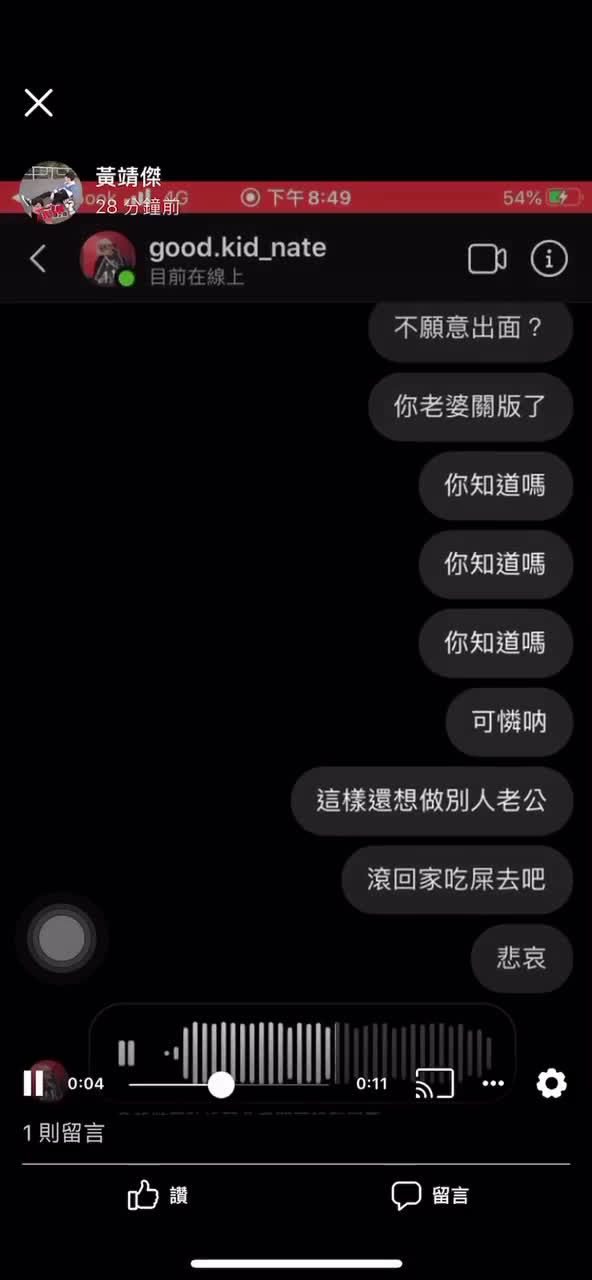 黃靖傑
28 分鐘前
4G
下午8:49
54%
good.kid_nate
目前在線上
不願意出面？
你老婆關版了
你知道嗎
你知道嗎
你知道嗎
可憐吶
這樣還想做別人老公
滾回家吃屎去吧
悲哀
0:04
0:11
1 則留言
讚
留言